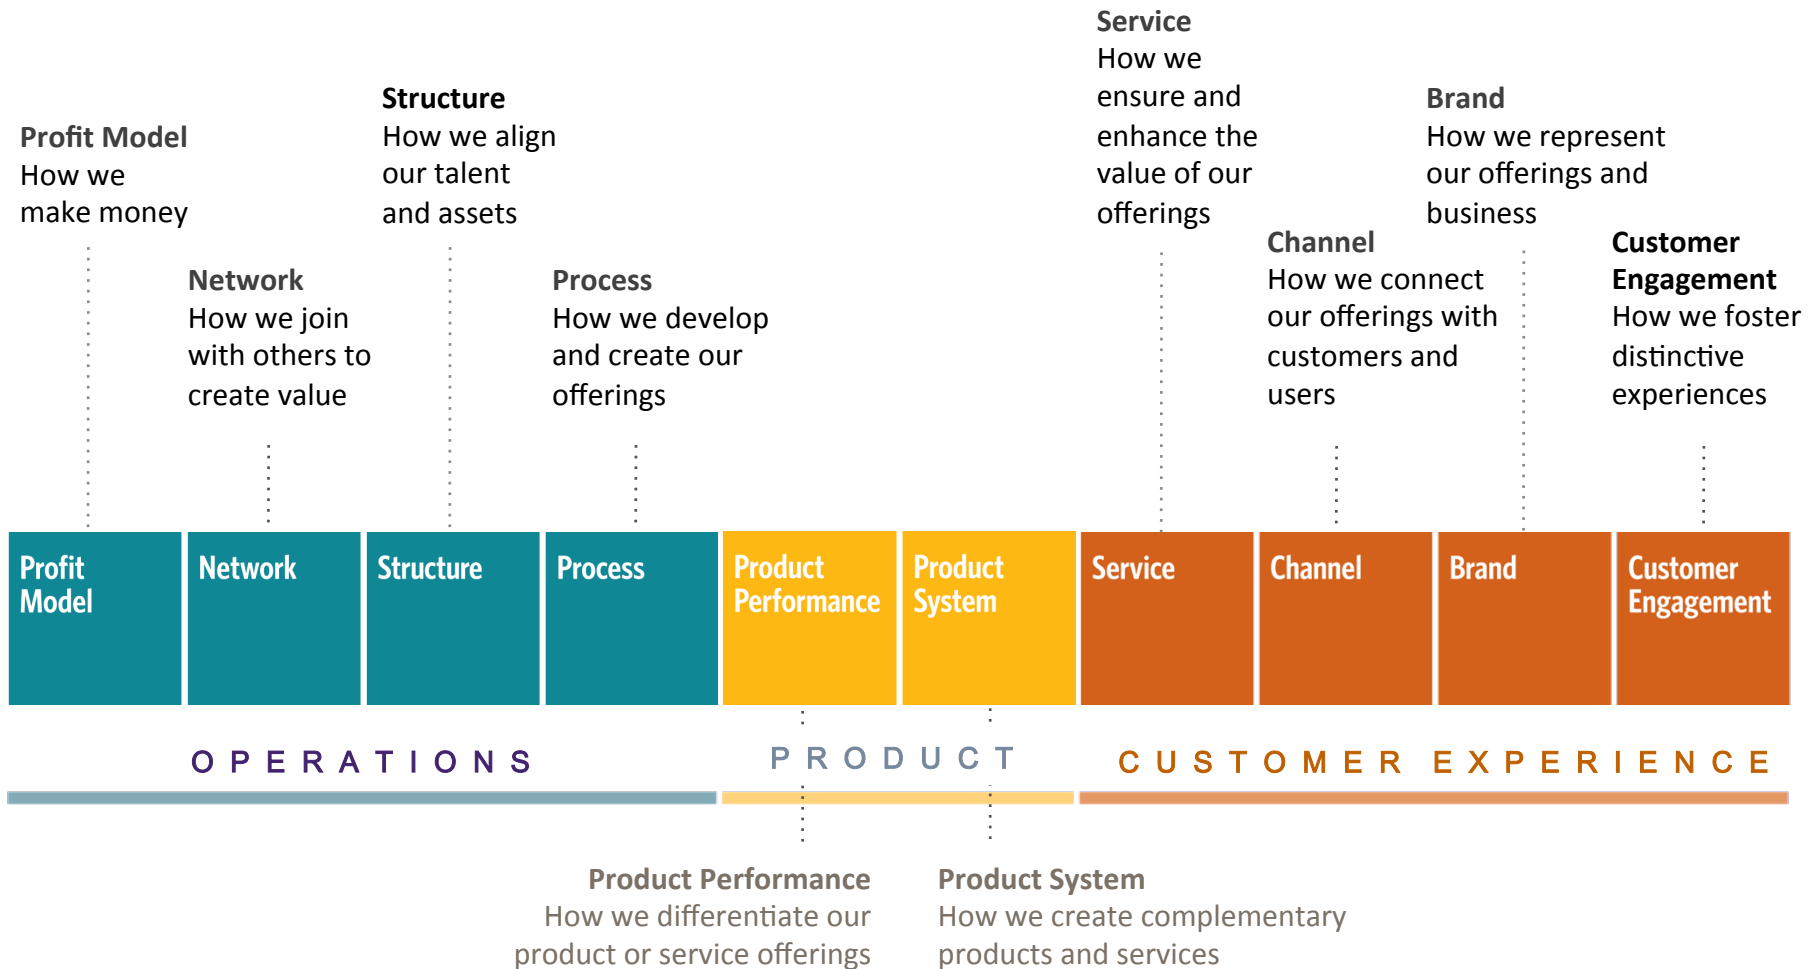 Service
How we
ensure and
enhance the
value of our
offerings
Structure
How we align
our talent
and assets
Brand
How we represent
our offerings and
business
Profit Model
How we
make money
Network
How we join
with others to
create value
Process
How we develop
and create our
offerings
Channel
How we connect
our offerings with
customers and
users
Customer
Engagement
How we foster
distinctive
experiences
Profit
Model
Network
Structure
Process
Product
Performance
Product
System
Service
Channel
Brand
Customer
Engagement
OPERATIONS
PRODUCT
CUSTOMER EXPERIENCE
Product Performance
How we differentiate our
product or service offerings
Product System
How we create complementary
products and services